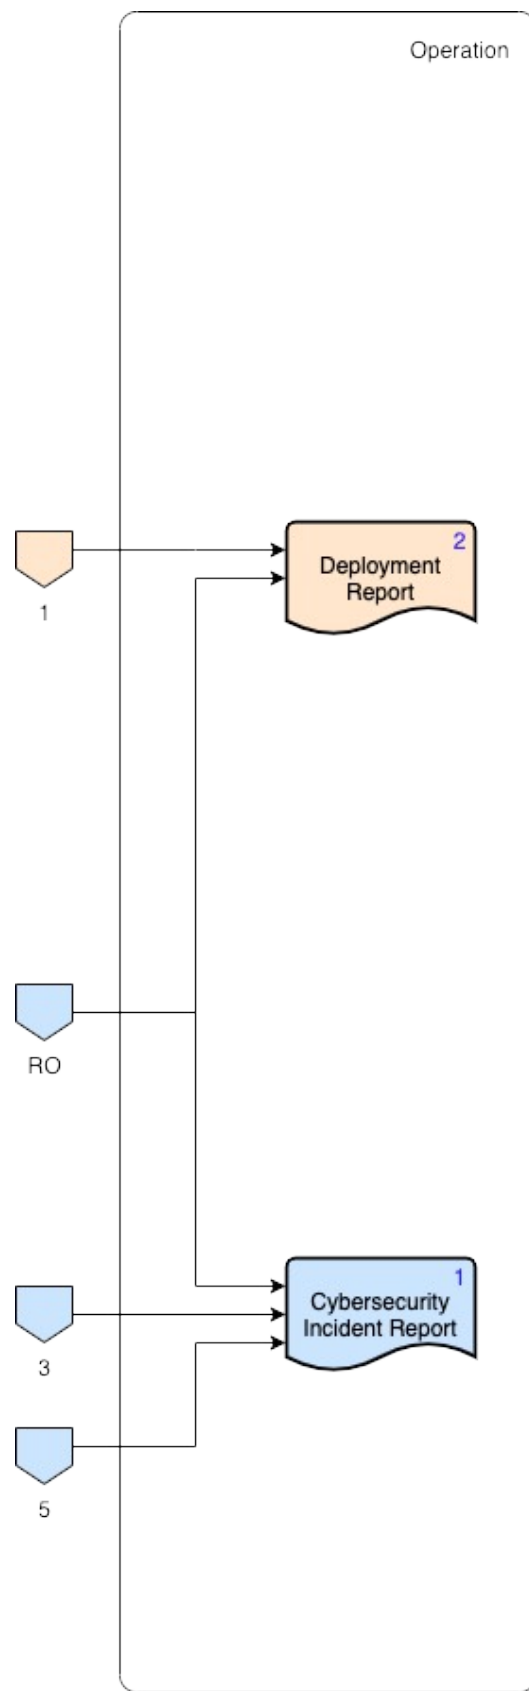 Operation
2
Deployment
Report
1
RO
1
Cybersecurity
Incident Report
3
5